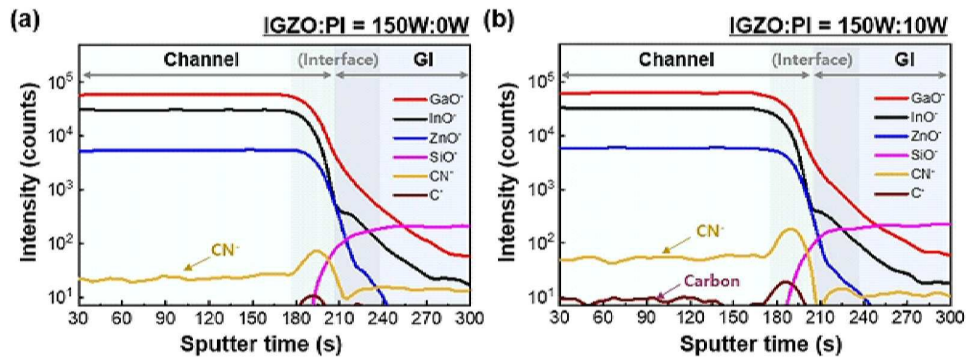 (a)
IGZO:PI = 150W:0W
Channel
(Interface)
GI
10⁵
10⁴
10³
10²
10¹
Intensity (counts)
GaO⁻
InO⁻
ZnO⁻
SiO⁻
CN⁻
C⁻
CN⁻
30 60 90 120 150 180 210 240 270 300
Sputter time (s)
(b)
IGZO:PI = 150W:10W
Channel
(Interface)
GI
10⁵
10⁴
10³
10²
10¹
Intensity (counts)
GaO⁻
InO⁻
ZnO⁻
SiO⁻
CN⁻
C⁻
CN⁻
Carbon
30 60 90 120 150 180 210 240 270 300
Sputter time (s)